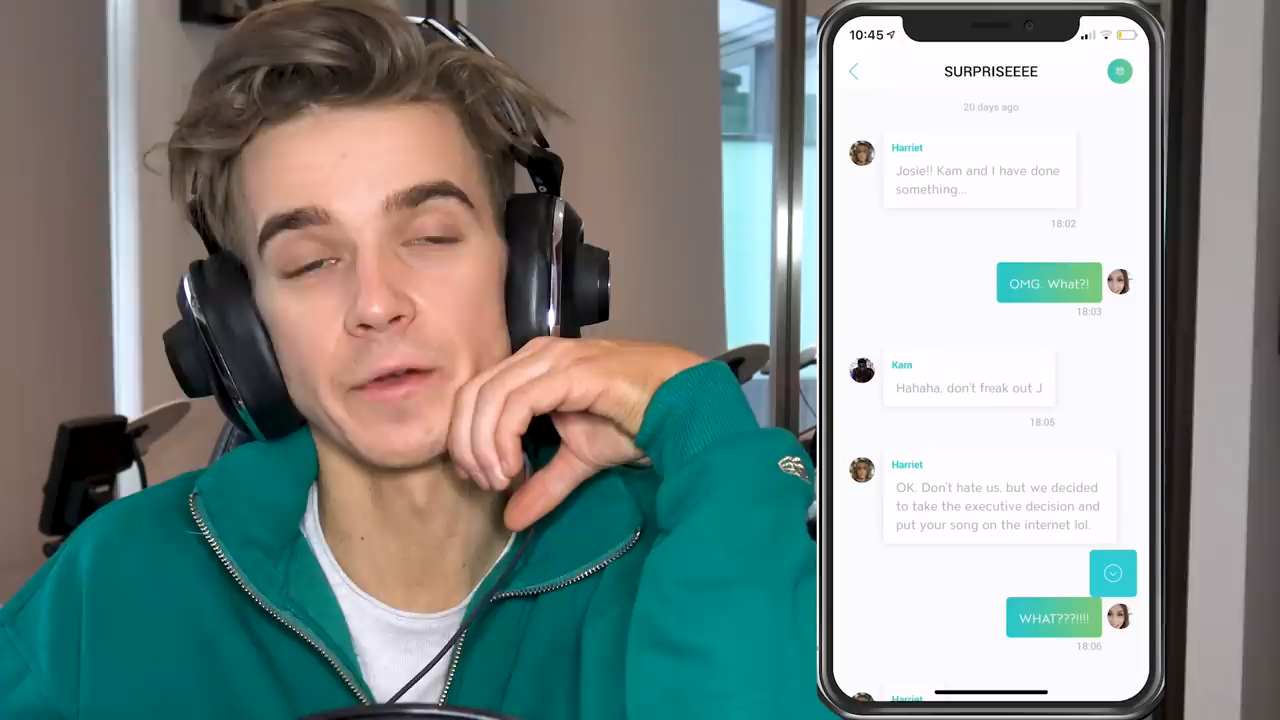 10:45
SURPRISEEEE
20 days ago
Harriet
Josie!! Kam and I have done
something...
18:02
OMG. What?!
18:03
Kam
Hahaha, don't freak out J
18:05
Harriet
OK. Don't hate us, but we decided
to take the executive decision and
put your song on the internet lol.
WHAT???!!!!
18:06
Harriet